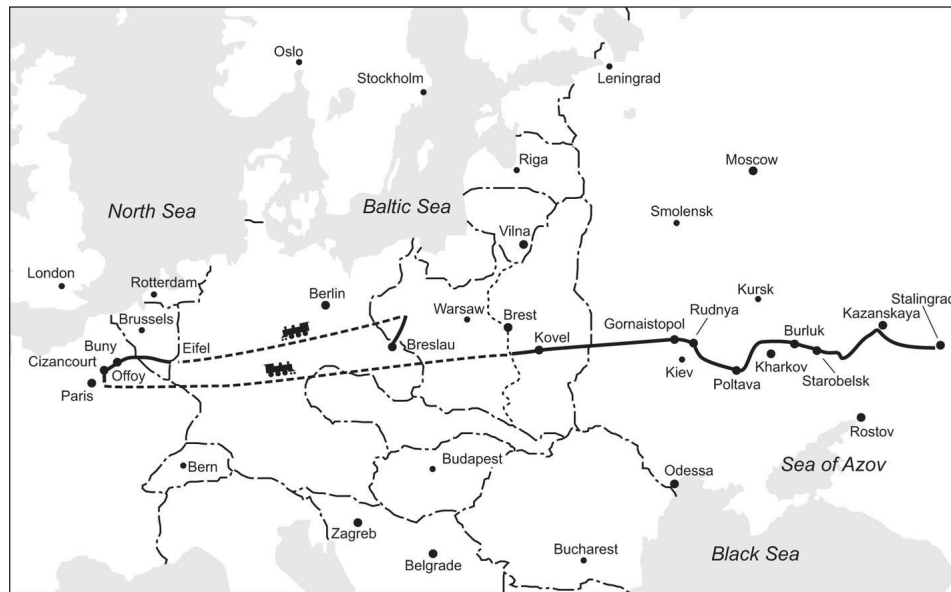 Oslo
Stockholm
Leningrad
Riga
Moscow
North Sea
Baltic Sea
Smolensk
Vilna
London
Rotterdam
Berlin
Warsaw
Brest
Kursk
Stalingrad
Kazanskaya
Brussels
Gornaistopol
Rudnya
Buny
Eifel
Kovel
Burluk
Cizancourt
Breslau
Offoy
Kiev
Kharkov
Starobelsk
Paris
Poltava
Rostov
Bern
Budapest
Odessa
Sea of Azov
Zagreb
Belgrade
Bucharest
Black Sea